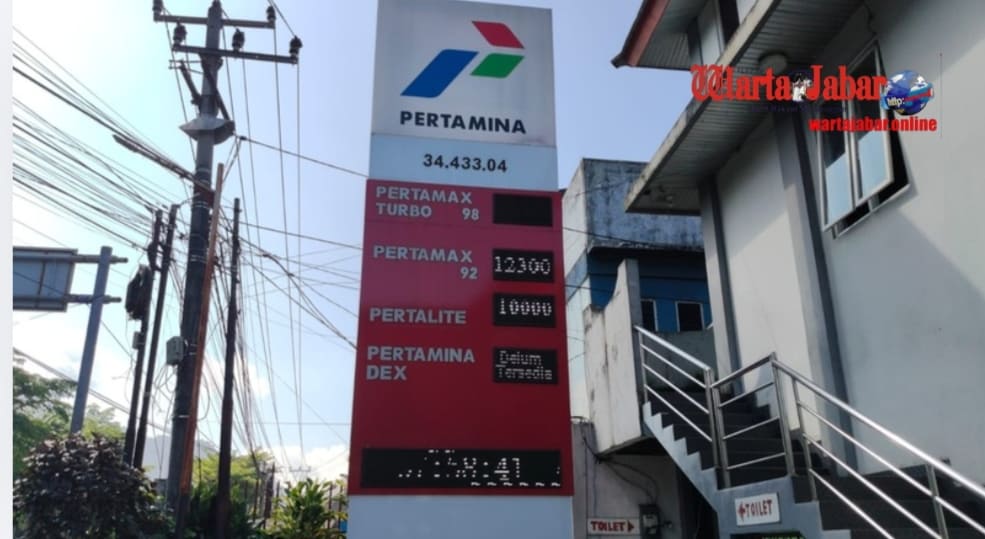 PERTAMINA
34.433.04
PERTAMAX
TURBO 98
PERTAMAX
92 12300
PERTALITE 10000
PERTAMINA
DEX
Tersedia
Warta Jabar
http:
wartajabar.online
TOILET
TOILET